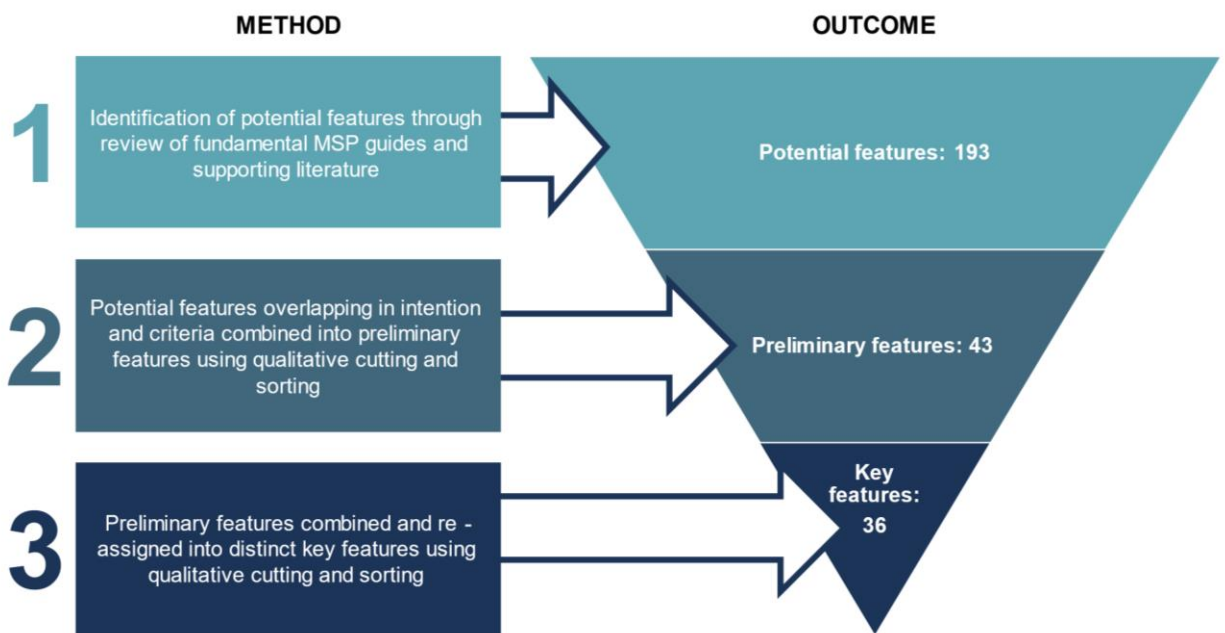 METHOD
OUTCOME
1
Identification of potential features through
review of fundamental MSP guides and
supporting literature
Potential features: 193
2
Potential features overlapping in intention
and criteria combined into preliminary
features using qualitative cutting and
sorting
Preliminary features: 43
3
Preliminary features combined and re -
assigned into distinct key features using
qualitative cutting and sorting
Key
features:
36